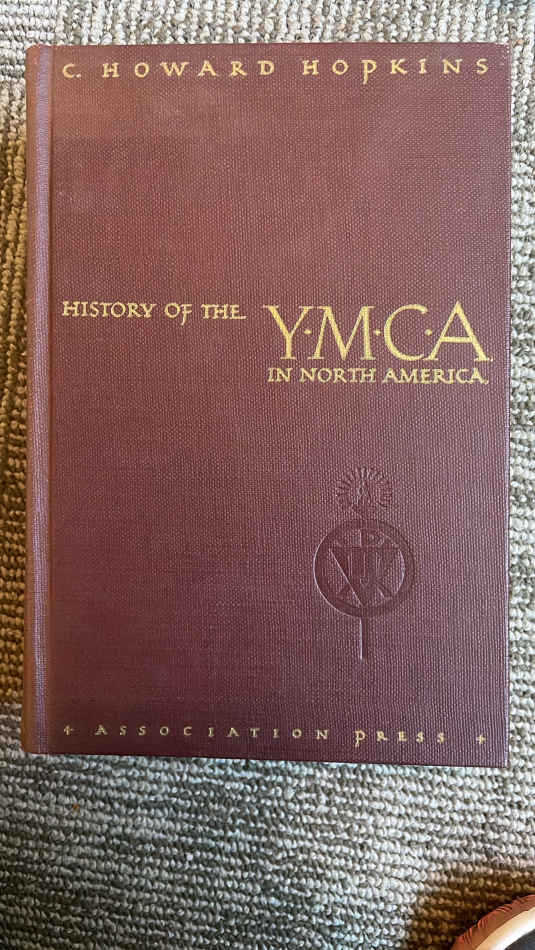 C. HOWARD HOPKINS
HISTORY OF THE Y·M·C·A
IN NORTH AMERICA
ASSOCIATION PRESS